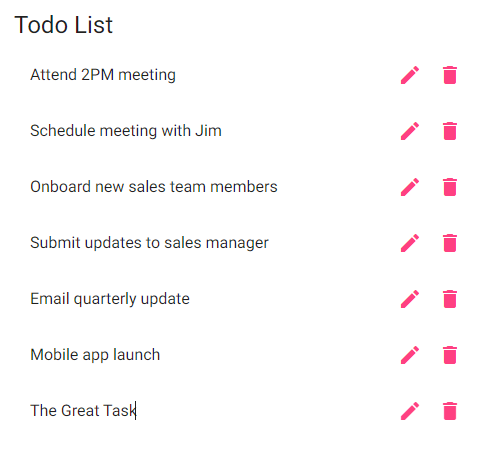 Todo List
Attend 2PM meeting
Schedule meeting with Jim
Onboard new sales team members
Submit updates to sales manager
Email quarterly update
Mobile app launch
The Great Task